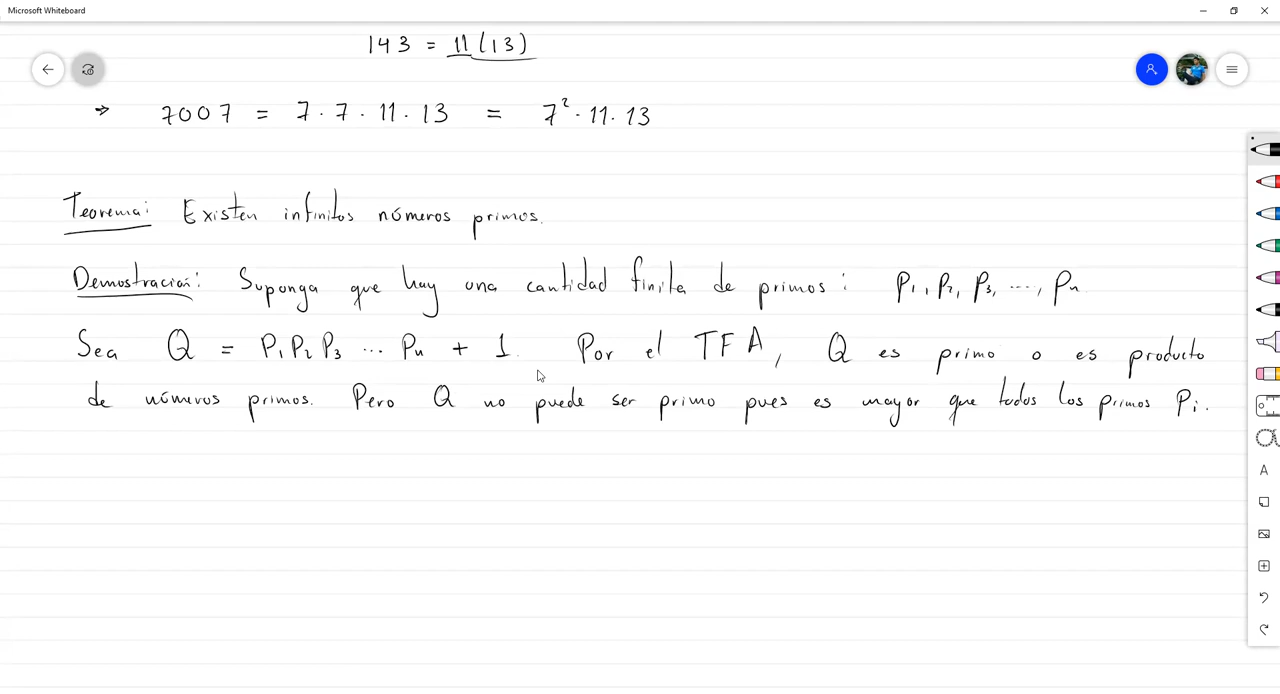 Microsoft Whiteboard
143 = 11(13)
⇒ 7007 = 7·7·11·13 = 7²·11·13
Teorema: Existen infinitos números primos.
Demostración: Suponga que hay una cantidad finita de primos: P₁, P₂, P₃, ..., Pₙ
Sea Q = P₁P₂P₃ ... Pₙ + 1. Por el TFA, Q es primo o es producto
de números primos. Pero Q no puede ser primo pues es mayor que todos los primos Pᵢ.
A